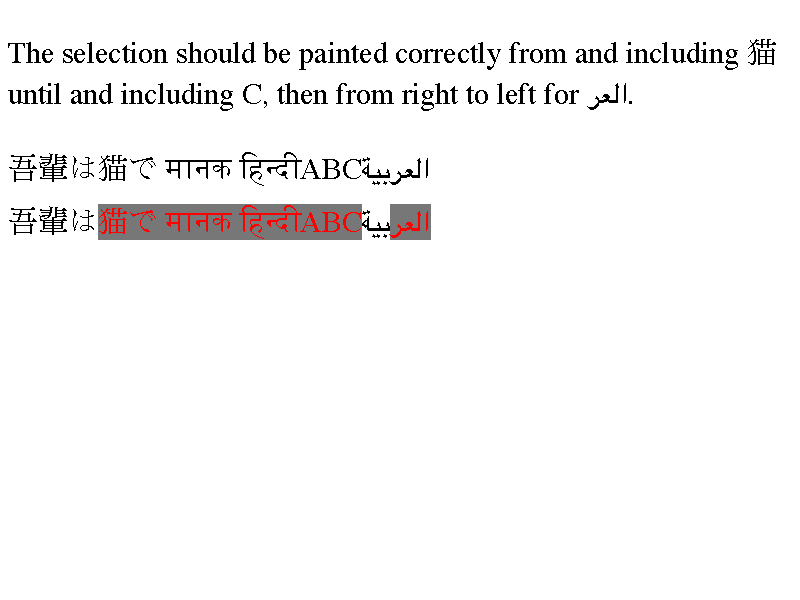 The selection should be painted correctly from and including 猫
until and including C, then from right to left for العر.
吾輩は猫で मानक हिन्दीABCالعربية
吾輩は猫で मानक हिन्दीABCالعربية